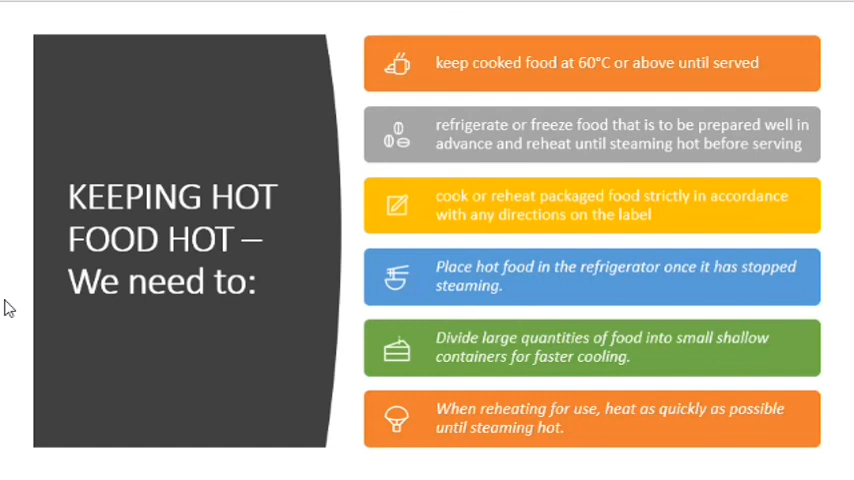 KEEPING HOT
FOOD HOT –
We need to:
keep cooked food at 60°C or above until served
refrigerate or freeze food that is to be prepared well in
advance and reheat until steaming hot before serving
cook or reheat packaged food strictly in accordance
with any directions on the label
Place hot food in the refrigerator once it has stopped
steaming.
Divide large quantities of food into small shallow
containers for faster cooling.
When reheating for use, heat as quickly as possible
until steaming hot.